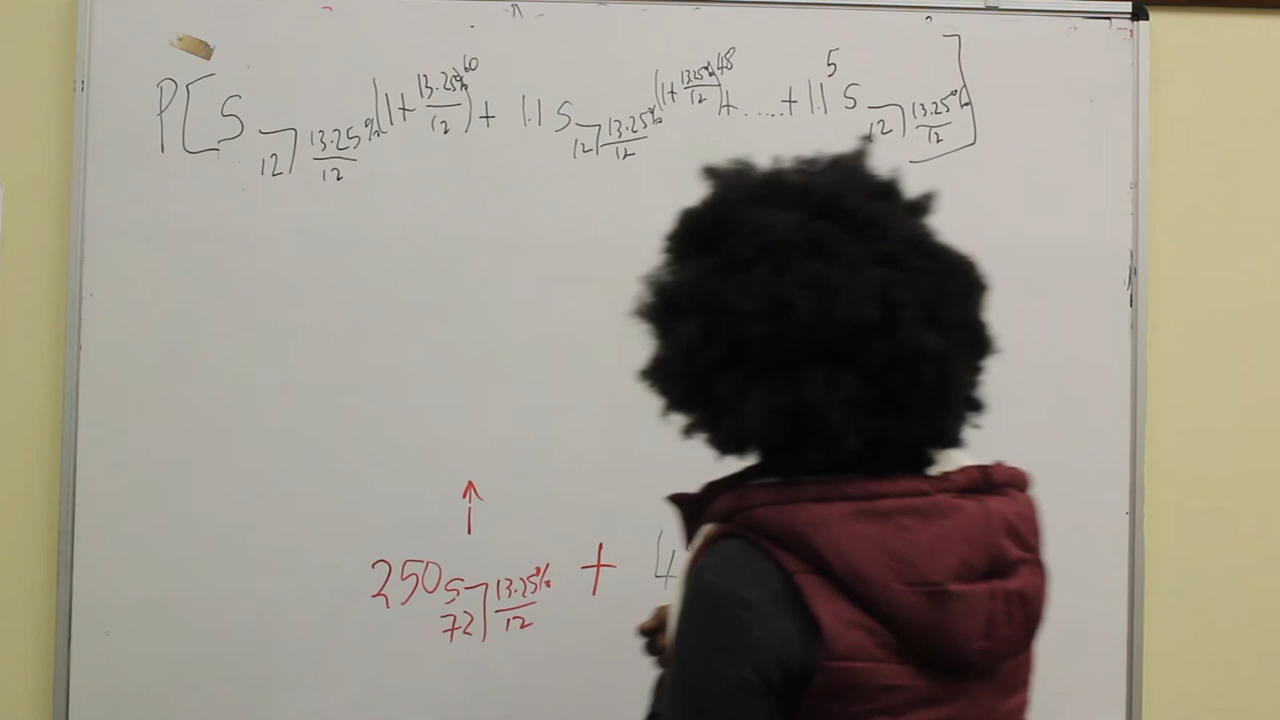 P[S 12⌝ 13.25%/12 (1+13.25%/12)^60 + 1.1 S 12⌝ 13.25%/12 (1+13.25%/12)^48 + ..... + 1.1^5 S 12⌝ 13.25%/12]
250 S 72⌝ 13.25%/12 + 4